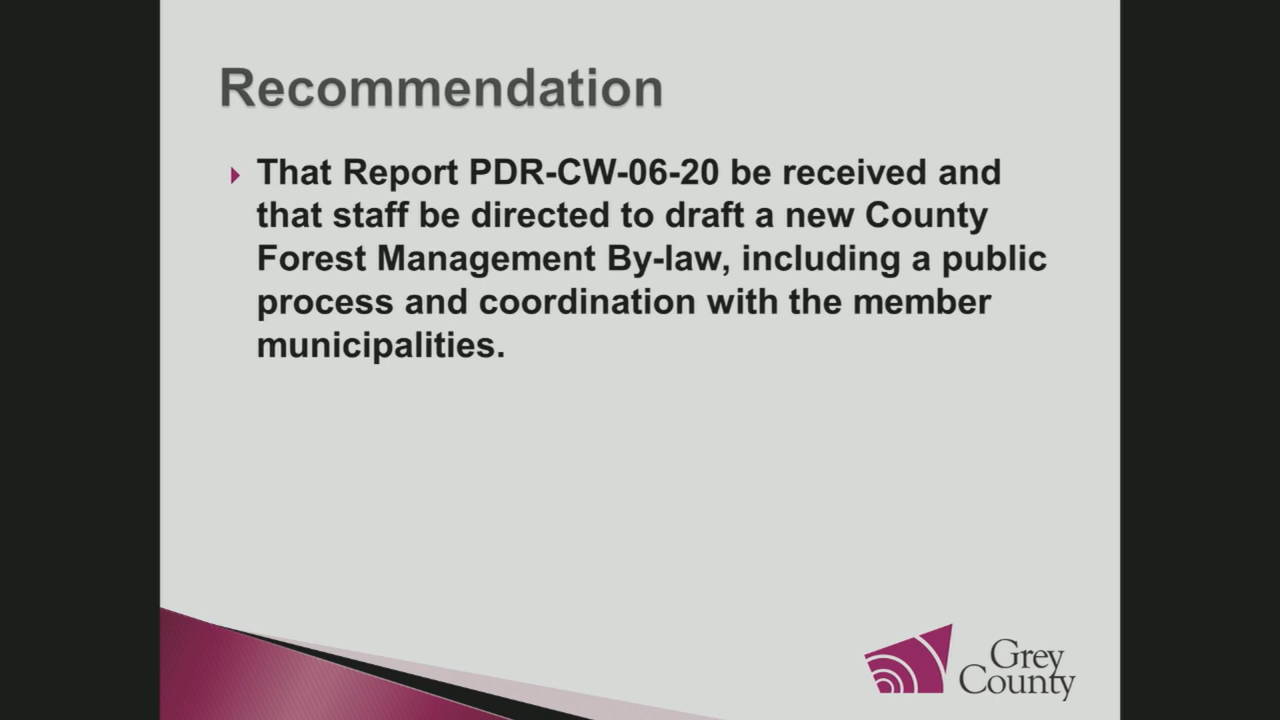 Recommendation
That Report PDR-CW-06-20 be received and
that staff be directed to draft a new County
Forest Management By-law, including a public
process and coordination with the member
municipalities.
Grey
County